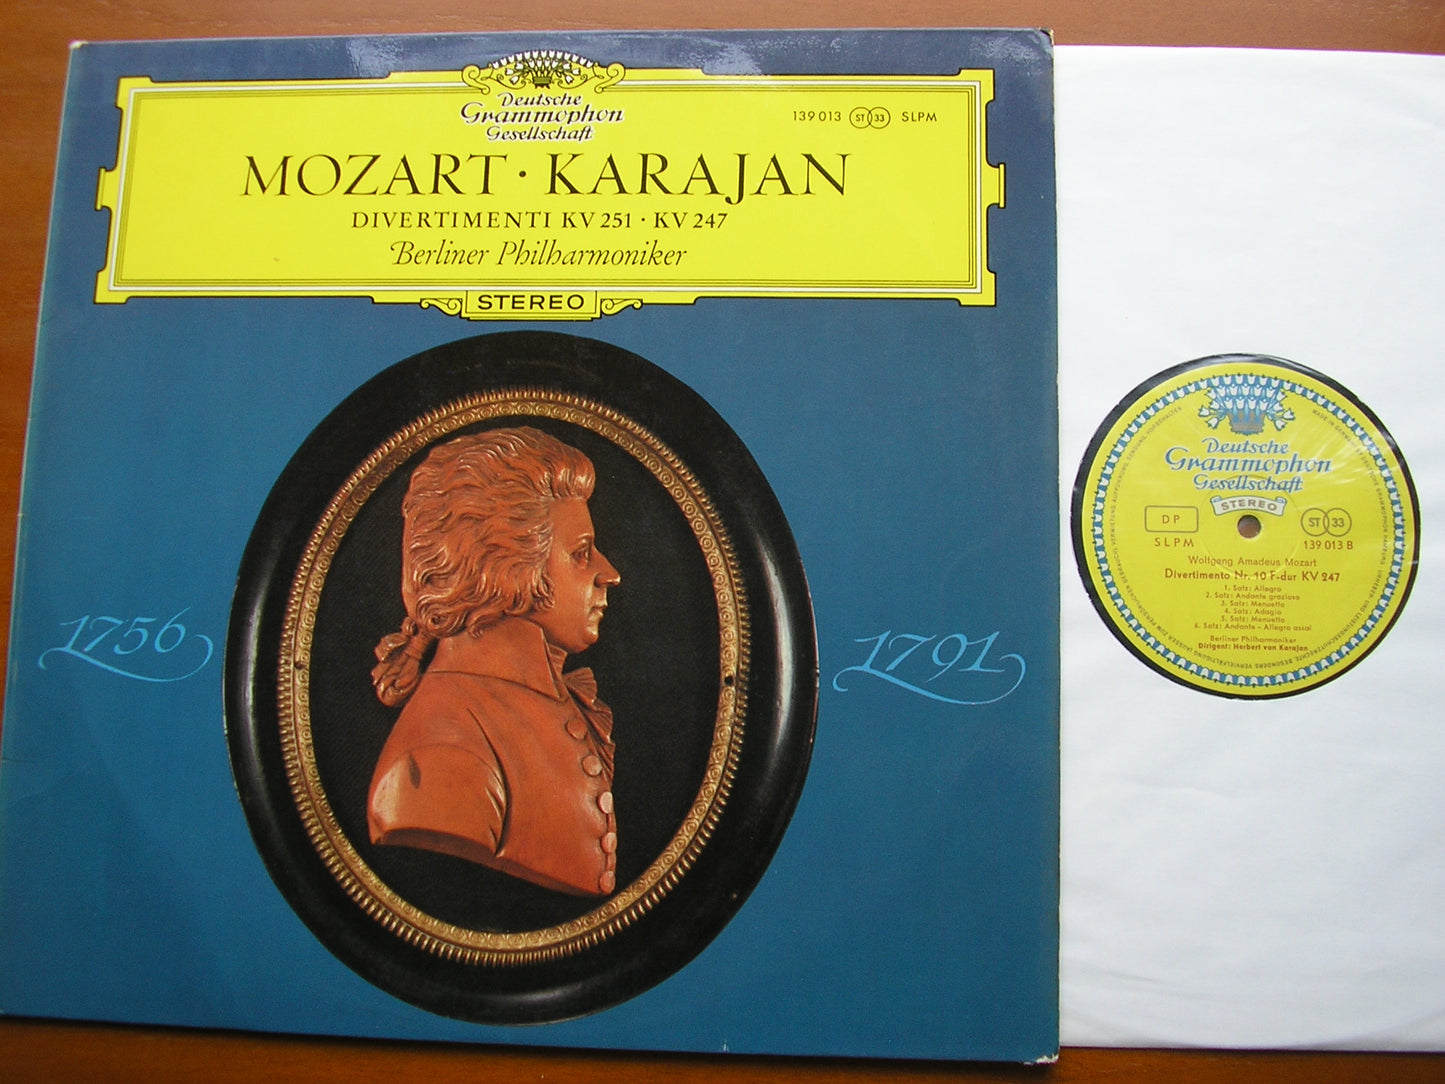 Deutsche
Grammophon
Gesellschaft
139 013 ST 33 SLPM
MOZART · KARAJAN
DIVERTIMENTI KV 251 · KV 247
Berliner Philharmoniker
STEREO
1756
1791
Deutsche
Grammophon
Gesellschaft
STEREO
DP
SLPM
ST 33
139 013 B
Wolfgang Amadeus Mozart
Divertimento Nr. 10 F-dur KV 247
1. Satz: Allegro
2. Satz: Andante grazioso
3. Satz: Menuetto
4. Satz: Adagio
5. Satz: Menuetto
6. Satz: Andante - Allegro assai
Berliner Philharmoniker
Dirigent: Herbert von Karajan